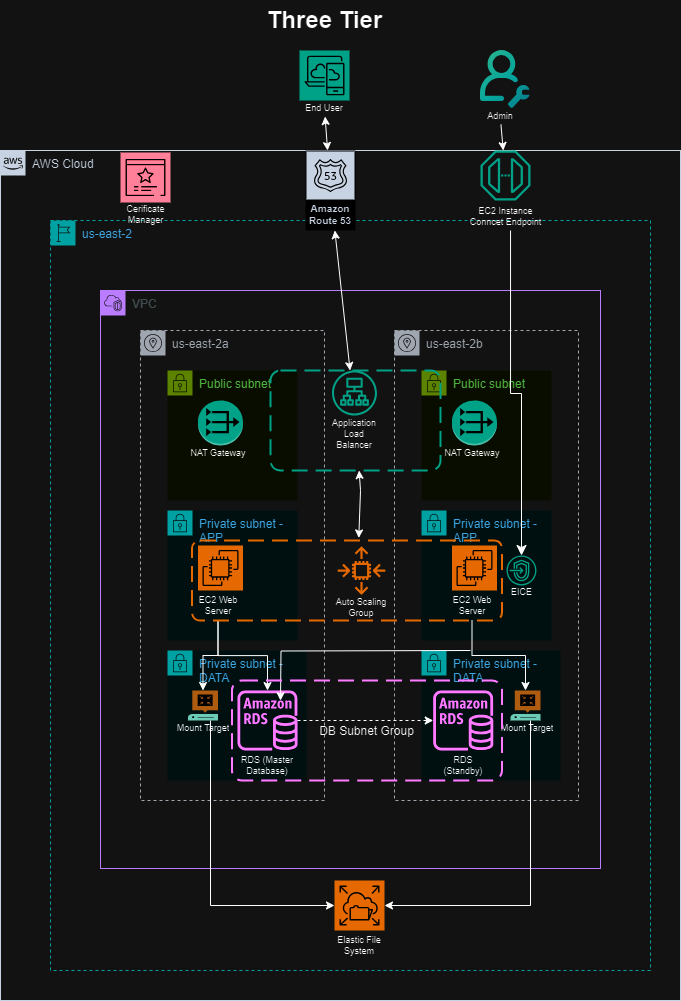 Three Tier
End User
Admin
aws
AWS Cloud
53
Cerificate
Manager
Amazon
Route 53
EC2 Instance
Conncet Endpoint
us-east-2
VPC
us-east-2a
us-east-2b
Public subnet
Public subnet
NAT Gateway
Application
Load
Balancer
NAT Gateway
Private subnet -
APP
Private subnet -
APP
EC2 Web
Server
Auto Scaling
Group
EC2 Web
Server
EICE
Private subnet -
DATA
Private subnet -
DATA
Mount Target
Amazon
RDS
RDS (Master
Database)
DB Subnet Group
Amazon
RDS
RDS
(Standby)
Mount Target
Elastic File
System